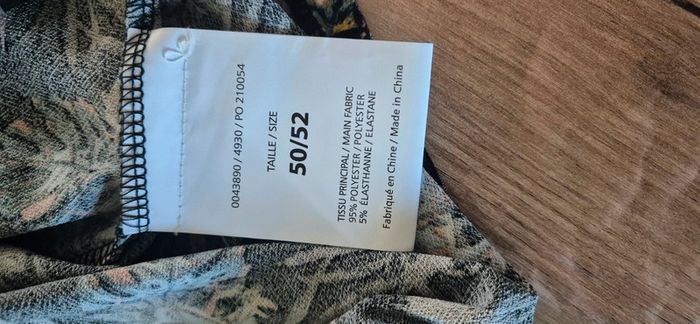 0043890 / 4930 / PO 210054
TAILLE / SIZE
50/52
TISSU PRINCIPAL / MAIN FABRIC
95% POLYESTER / POLYESTER
5% ÉLASTHANNE / ELASTANE
Fabriqué en Chine / Made in China